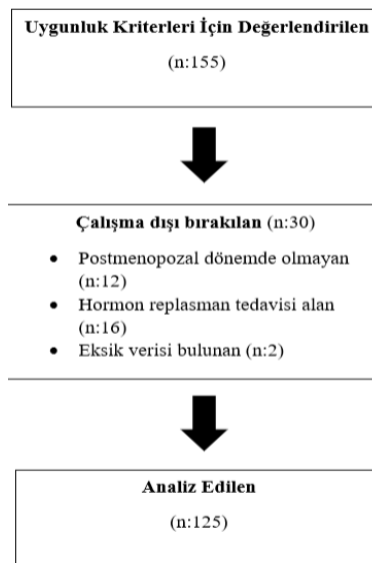 Uygunluk Kriterleri İçin Değerlendirilen
(n:155)
Çalışma dışı bırakılan (n:30)
• Postmenopozal dönemde olmayan
(n:12)
• Hormon replasman tedavisi alan
(n:16)
• Eksik verisi bulunan (n:2)
Analiz Edilen
(n:125)